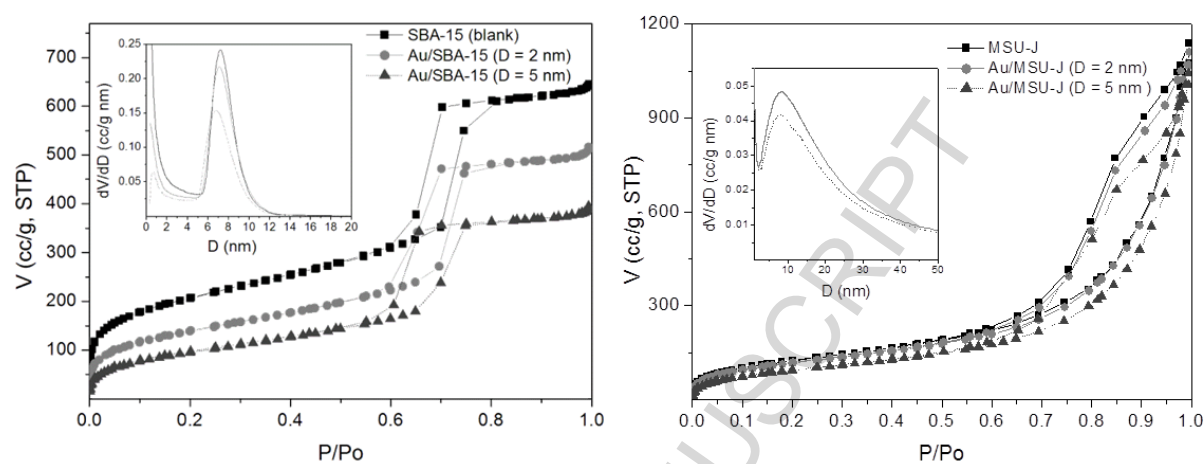 SBA-15 (blank)
Au/SBA-15 (D = 2 nm)
Au/SBA-15 (D = 5 nm)
V (cc/g, STP)
700
600
500
400
300
200
100
0.0 0.2 0.4 0.6 0.8 1.0
P/Po
dV/dD (cc/g nm)
0.25
0.20
0.15
0.10
0.05
0 2 4 6 8 10 12 14 16 18 20
D (nm)
MSU-J
Au/MSU-J (D = 2 nm)
Au/MSU-J (D = 5 nm )
V (cc/g, STP)
1200
900
600
300
0.0 0.1 0.2 0.3 0.4 0.5 0.6 0.7 0.8 0.9 1.0
P/Po
dV/dD (cc/g nm)
0.05
0.04
0.03
0.02
0.01
10 20 30 40 50
D (nm)
NUSCRIPT